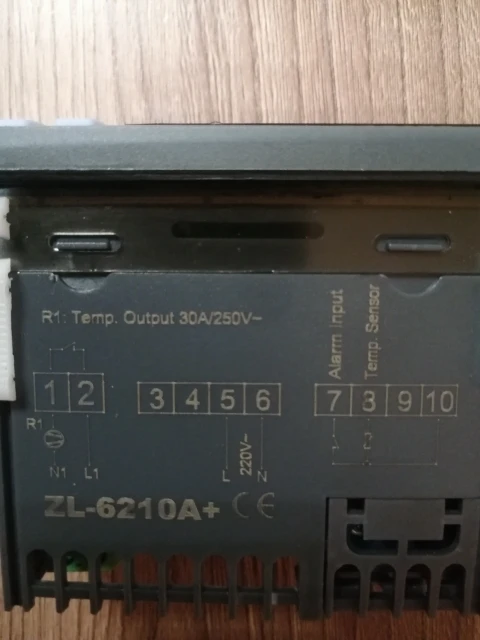 R1: Temp. Output 30A/250V~
Alarm Input
Temp. Sensor
1 2 3 4 5 6 7 8 9 10
R1
N1 L1 L 220V~ N
ZL-6210A+ CE